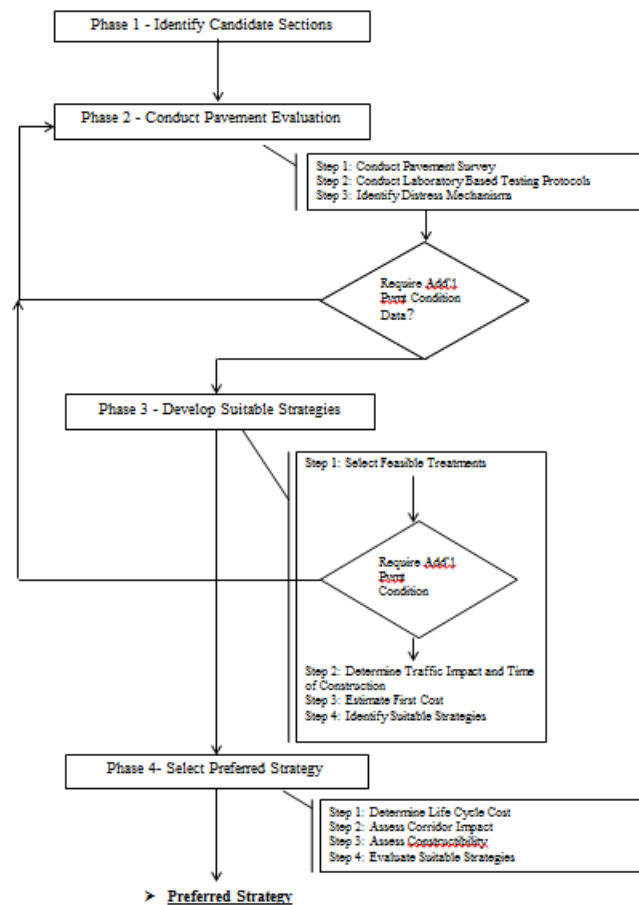 Phase 1 - Identify Candidate Sections
Phase 2 - Conduct Pavement Evaluation
Step 1: Conduct Pavement Survey
Step 2: Conduct Laboratory Based Testing Protocols
Step 3: Identify Distress Mechanisms
Require Add'l
Pvmt Condition
Data?
Phase 3 - Develop Suitable Strategies
Step 1: Select Feasible Treatments
Require Add'l
Pvmt
Condition
Step 2: Determine Traffic Impact and Time
of Construction
Step 3: Estimate First Cost
Step 4: Identify Suitable Strategies
Phase 4- Select Preferred Strategy
Step 1: Determine Life Cycle Cost
Step 2: Assess Corridor Impact
Step 3: Assess Constructibility
Step 4: Evaluate Suitable Strategies
➢ Preferred Strategy